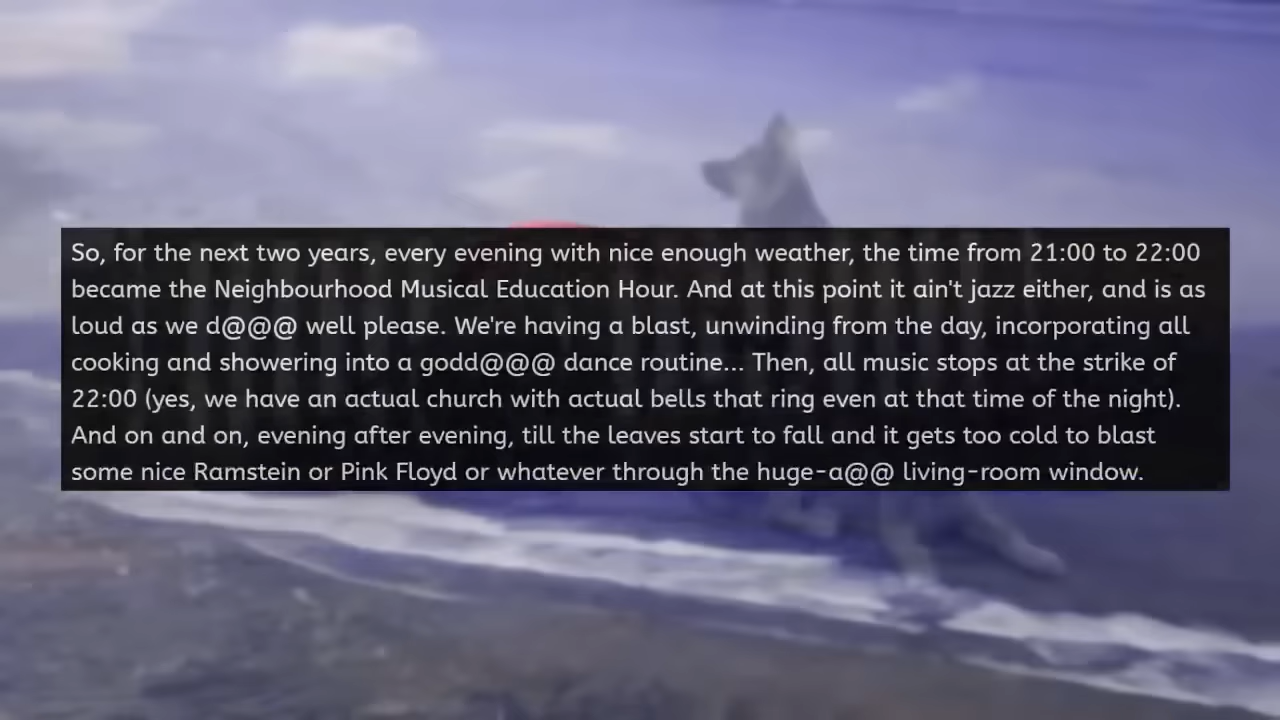 So, for the next two years, every evening with nice enough weather, the time from 21:00 to 22:00
became the Neighbourhood Musical Education Hour. And at this point it ain't jazz either, and is as
loud as we d@@@ well please. We're having a blast, unwinding from the day, incorporating all
cooking and showering into a godd@@@ dance routine... Then, all music stops at the strike of
22:00 (yes, we have an actual church with actual bells that ring even at that time of the night).
And on and on, evening after evening, till the leaves start to fall and it gets too cold to blast
some nice Ramstein or Pink Floyd or whatever through the huge-a@@ living-room window.